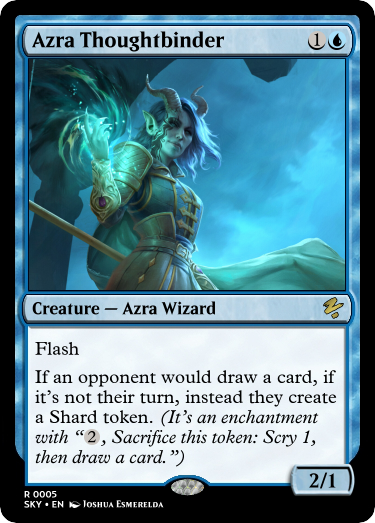 Azra Thoughtbinder 1
Creature — Azra Wizard
Flash
If an opponent would draw a card, if
it's not their turn, instead they create
a Shard token. (It's an enchantment
with “2, Sacrifice this token: Scry 1,
then draw a card.”)
2/1
R 0005
SKY • EN Joshua Esmerelda